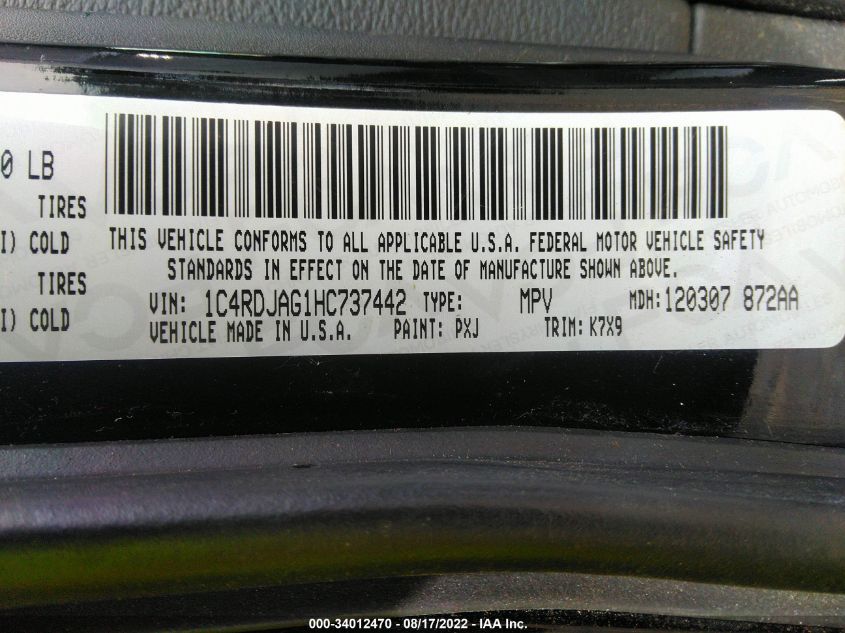 0 LB
TIRES
I) COLD
TIRES
I) COLD
THIS VEHICLE CONFORMS TO ALL APPLICABLE U.S.A. FEDERAL MOTOR VEHICLE SAFETY
STANDARDS IN EFFECT ON THE DATE OF MANUFACTURE SHOWN ABOVE.
VIN: 1C4RDJAG1HC737442 TYPE: MPV MDH: 120307 872AA
VEHICLE MADE IN U.S.A. PAINT: PXJ TRIM: K7X9
000-34012470 - 08/17/2022 - IAA Inc.